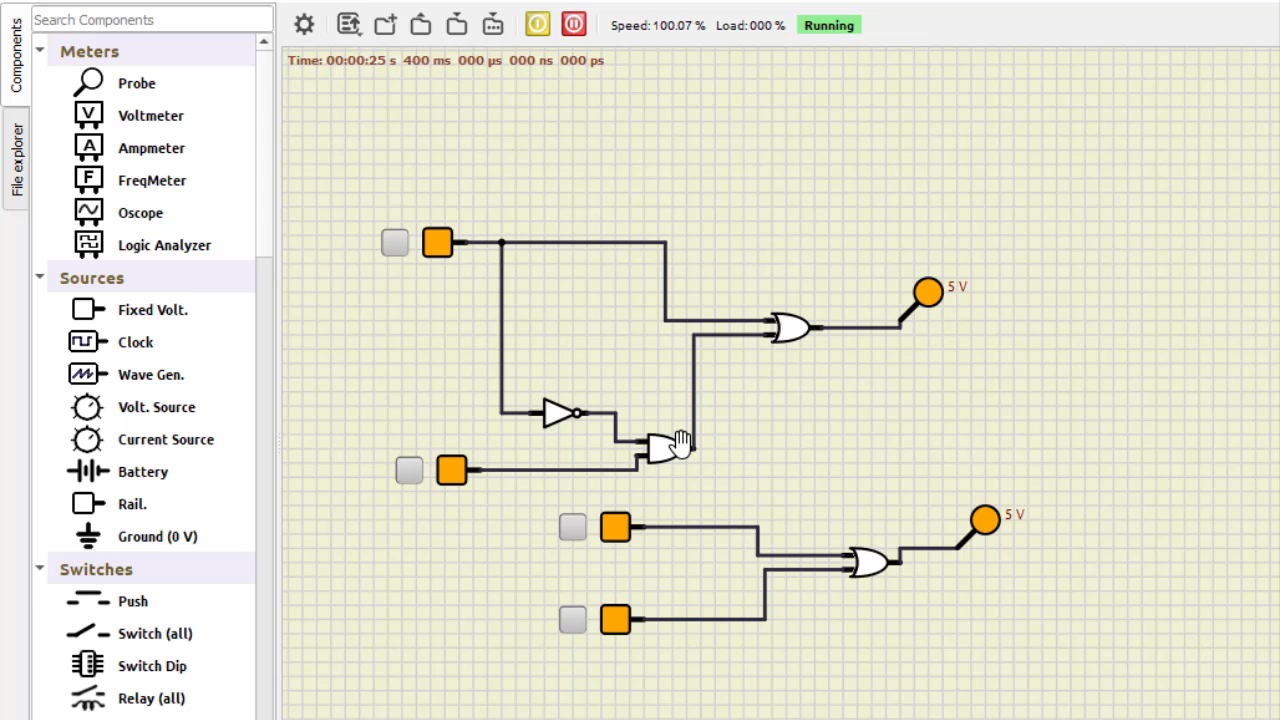 Search Components
Speed:100.07 % Load:000 % Running
Components
File explorer
Time: 00:00:25 s 400 ms 000 µs 000 ns 000 ps
Meters
Probe
V Voltmeter
A Ampmeter
F FreqMeter
Oscope
Logic Analyzer
Sources
Fixed Volt.
Clock
Wave Gen.
Volt. Source
Current Source
Battery
Rail.
Ground (0 V)
Switches
Push
Switch (all)
Switch Dip
Relay (all)
5 V
5 V